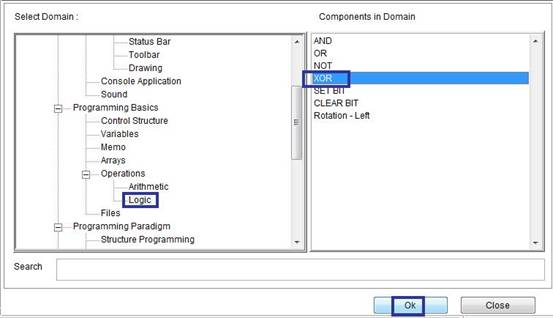 Select Domain :
Components in Domain
Status Bar
Toolbar
Drawing
Console Application
Sound
Programming Basics
Control Structure
Variables
Memo
Arrays
Operations
Arithmetic
Logic
Files
Programming Paradigm
Structure Programming
AND
OR
NOT
XOR
SET BIT
CLEAR BIT
Rotation - Left
Search
Ok
Close